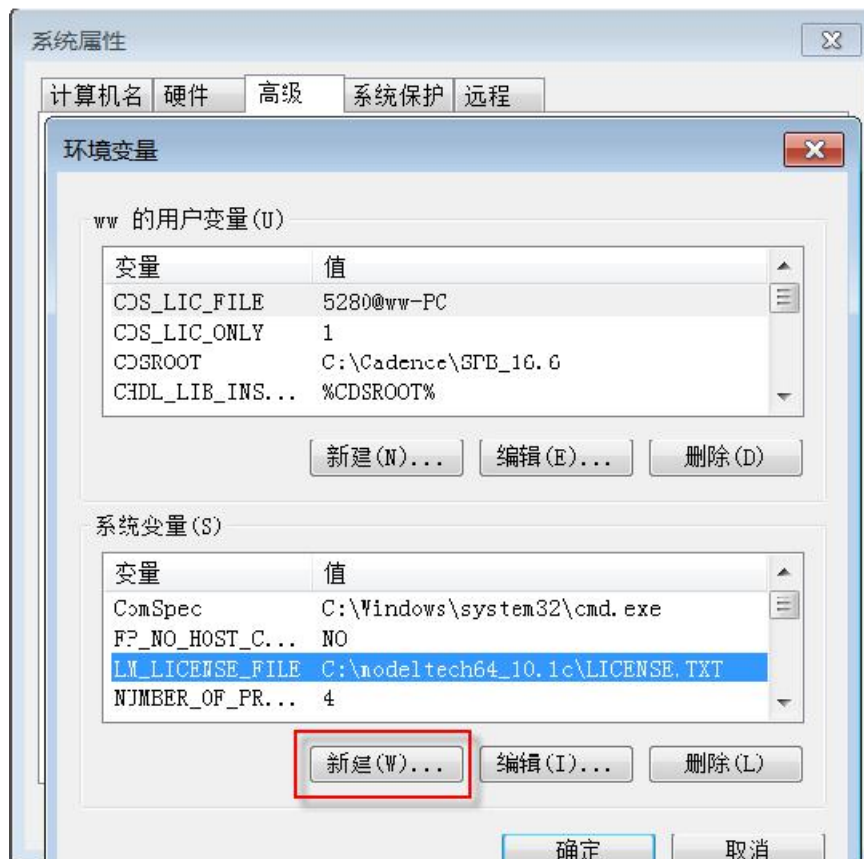 系统属性
计算机名 硬件 高级 系统保护 远程
环境变量
ww 的用户变量(U)
变量 值
CDS_LIC_FILE 5280@ww-PC
CDS_LIC_ONLY 1
CDSROOT C:\Cadence\SPB_16.6
CHDL_LIB_INS... %CDSROOT%
新建(N)... 编辑(E)... 删除(D)
系统变量(S)
变量 值
ComSpec C:\Windows\system32\cmd.exe
FP_NO_HOST_C... NO
LM_LICENSE_FILE C:\modeltech64_10.1c\LICENSE.TXT
NUMBER_OF_PR... 4
新建(W)... 编辑(I)... 删除(L)
确定 取消